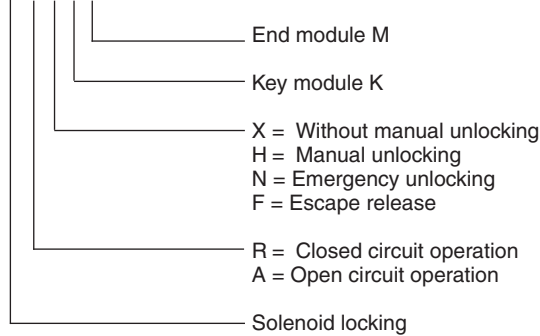 End module M
Key module K
X = Without manual unlocking
H = Manual unlocking
N = Emergency unlocking
F = Escape release
R = Closed circuit operation
A = Open circuit operation
Solenoid locking